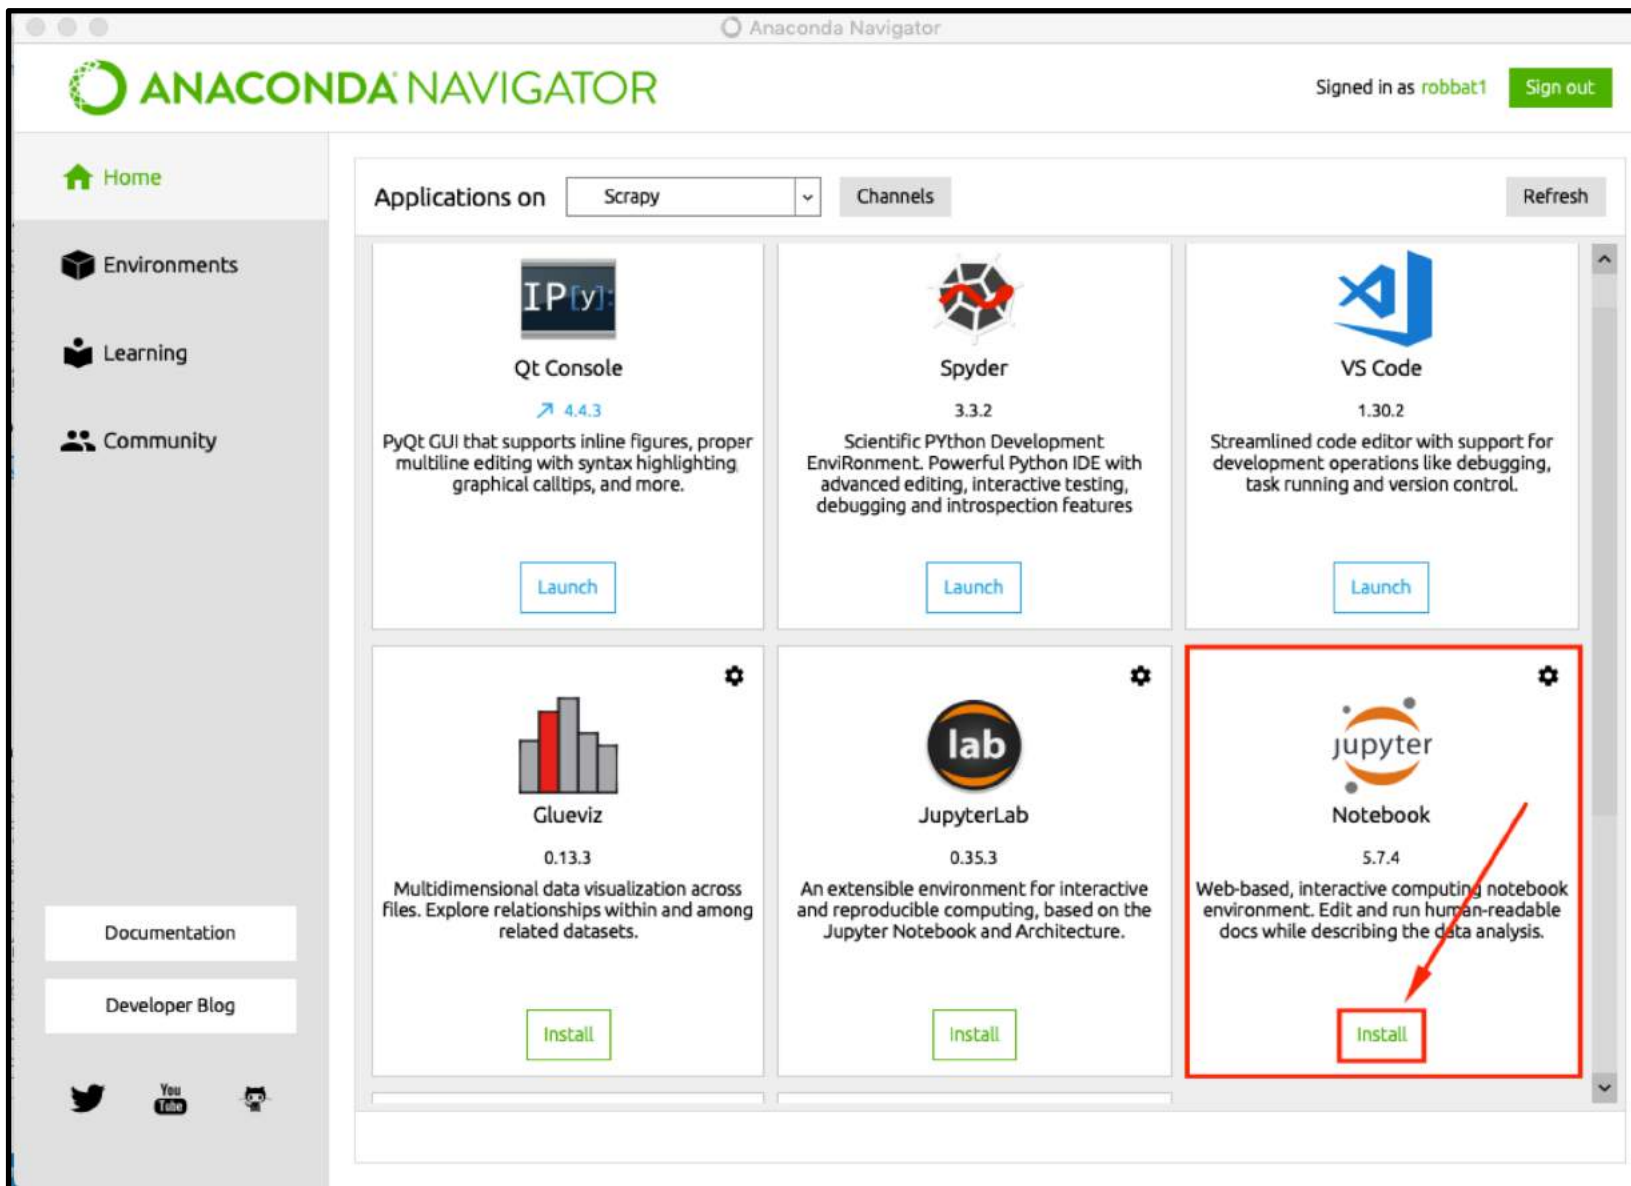 Anaconda Navigator
ANACONDA NAVIGATOR
Signed in as robbat1
Sign out
Home
Environments
Learning
Community
Documentation
Developer Blog
You
Tube
Applications on
Scrapy
Channels
Refresh
IP[y]:
Qt Console
4.4.3
PyQt GUI that supports inline figures, proper
multiline editing with syntax highlighting,
graphical calltips, and more.
Launch
Spyder
3.3.2
Scientific PYthon Development
EnviRonment. Powerful Python IDE with
advanced editing, interactive testing,
debugging and introspection features
Launch
VS Code
1.30.2
Streamlined code editor with support for
development operations like debugging,
task running and version control.
Launch
Glueviz
0.13.3
Multidimensional data visualization across
files. Explore relationships within and among
related datasets.
Install
lab
JupyterLab
0.35.3
An extensible environment for interactive
and reproducible computing, based on the
Jupyter Notebook and Architecture.
Install
jupyter
Notebook
5.7.4
Web-based, interactive computing notebook
environment. Edit and run human-readable
docs while describing the data analysis.
Install